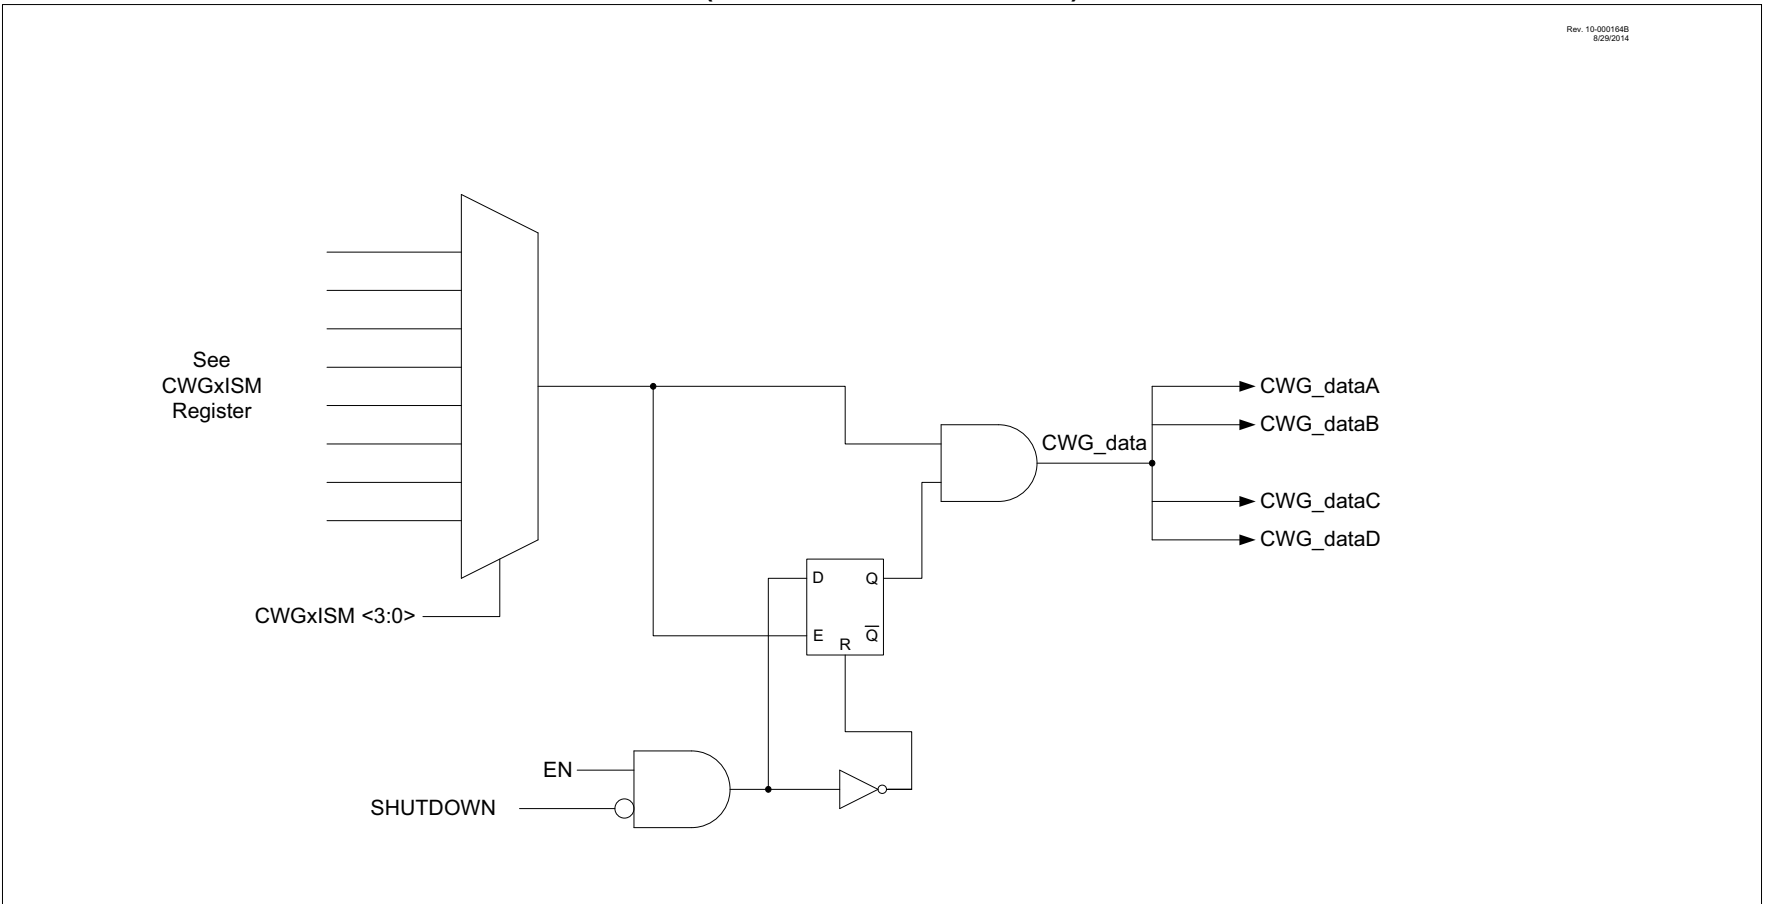 Rev. 10-000164B
8/29/2014
See
CWGxISM
Register
CWGxISM <3:0>
CWG_data
CWG_dataA
CWG_dataB
CWG_dataC
CWG_dataD
D
Q
E
Q
R
EN
SHUTDOWN